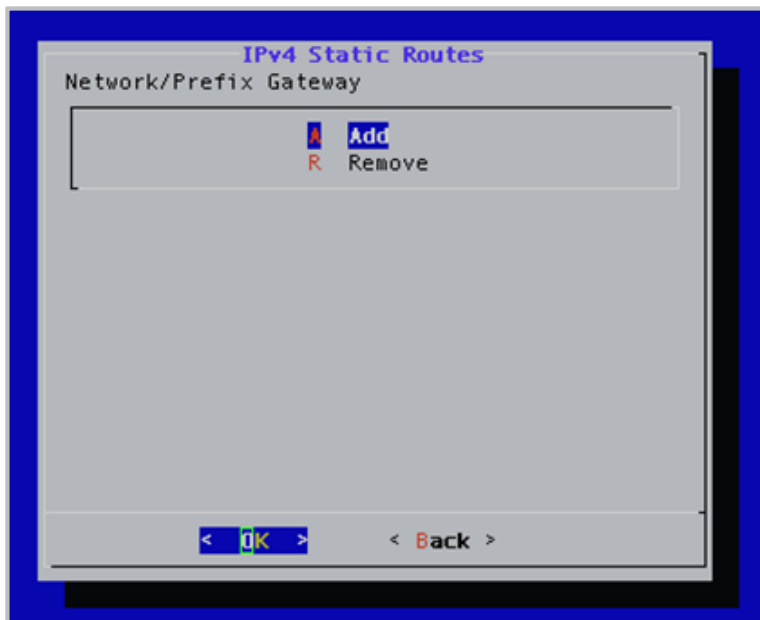 IPv4 Static Routes
Network/Prefix Gateway
A Add
R Remove
< OK > < Back >